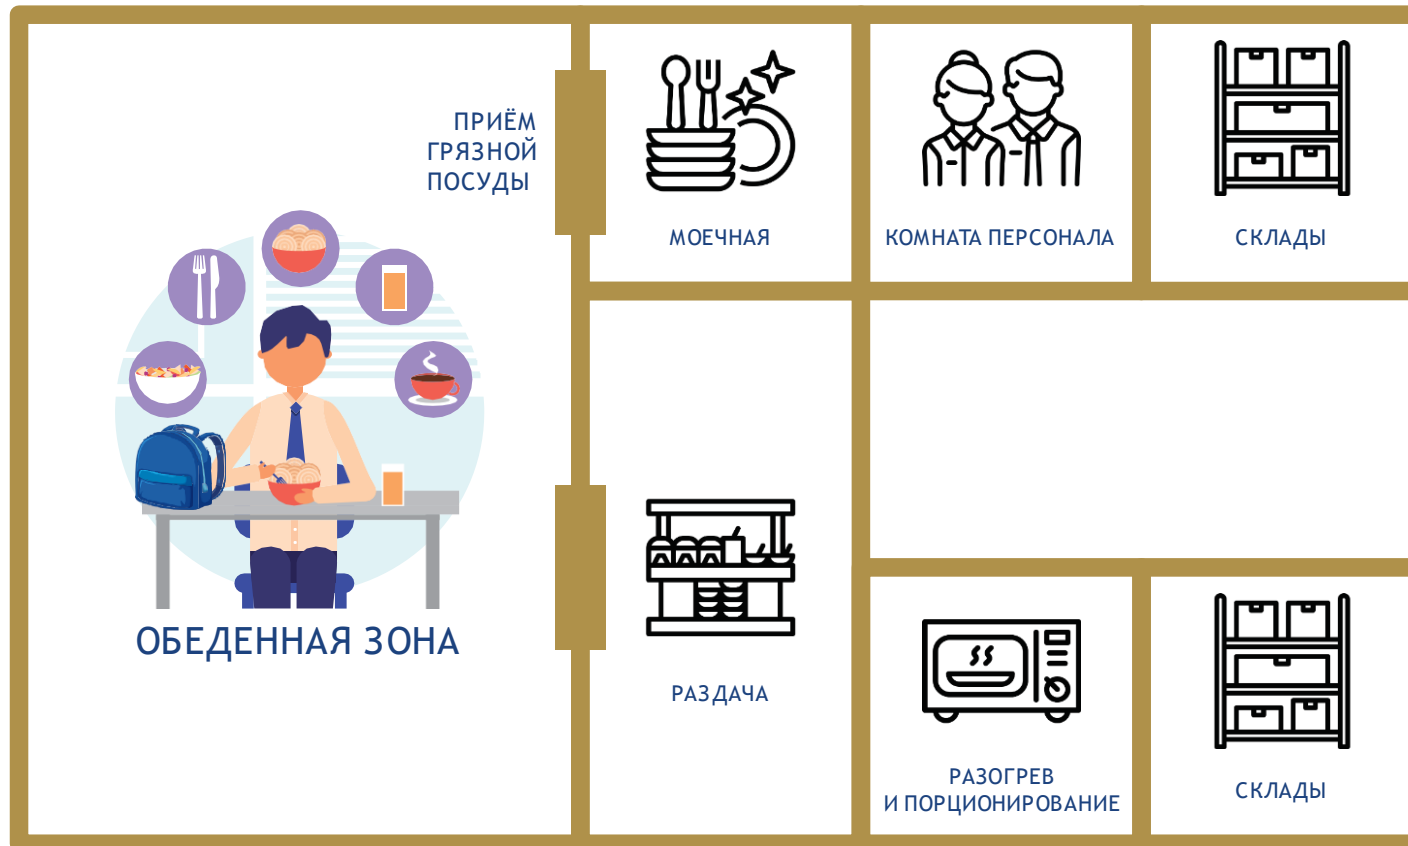 ПРИЁМ
ГРЯЗНОЙ
ПОСУДЫ
МОЕЧНАЯ
КОМНАТА ПЕРСОНАЛА
СКЛАДЫ
ОБЕДЕННАЯ ЗОНА
РАЗДАЧА
РАЗОГРЕВ
И ПОРЦИОНИРОВАНИЕ
СКЛАДЫ